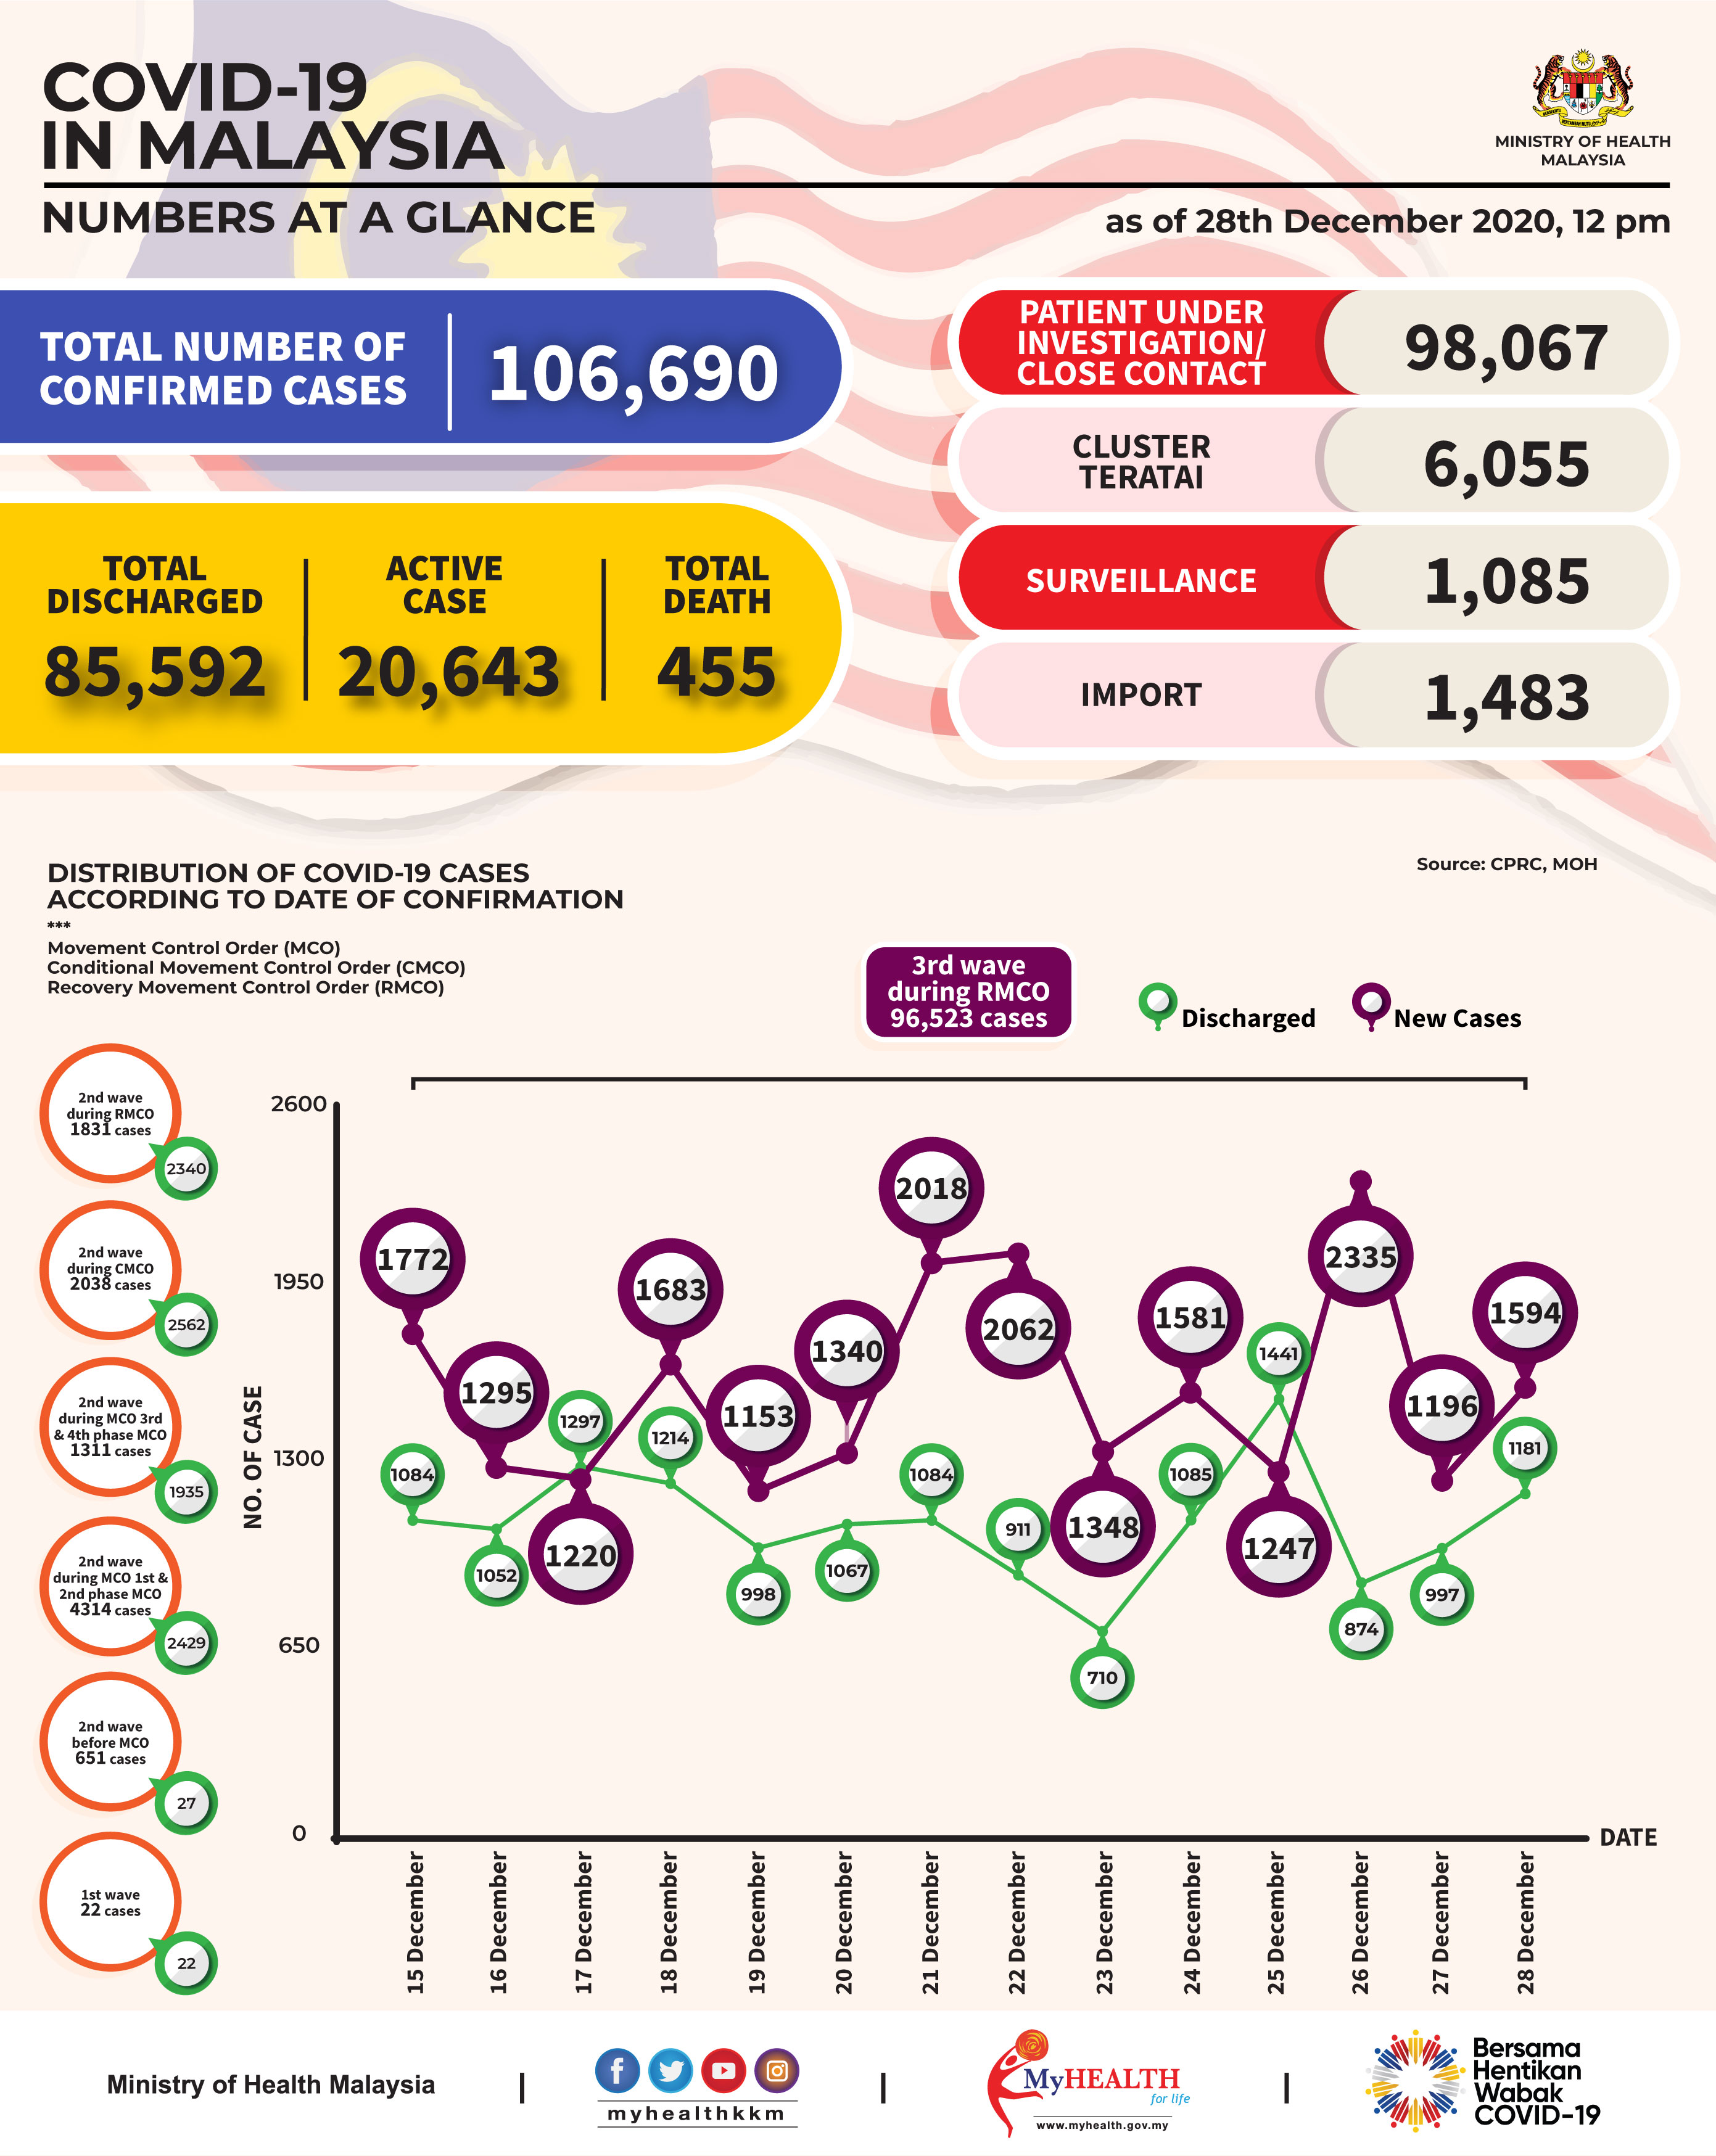 COVID-19
IN MALAYSIA
NUMBERS AT A GLANCE
MINISTRY OF HEALTH
MALAYSIA
as of 28th December 2020, 12 pm
TOTAL NUMBER OF
CONFIRMED CASES
106,690
TOTAL
DISCHARGED
85,592
ACTIVE
CASE
20,643
TOTAL
DEATH
455
PATIENT UNDER
INVESTIGATION/
CLOSE CONTACT
98,067
CLUSTER
TERATAI
6,055
SURVEILLANCE
1,085
IMPORT
1,483
DISTRIBUTION OF COVID-19 CASES
ACCORDING TO DATE OF CONFIRMATION
***
Movement Control Order (MCO)
Conditional Movement Control Order (CMCO)
Recovery Movement Control Order (RMCO)
Source: CPRC, MOH
3rd wave
during RMCO
96,523 cases
Discharged
New Cases
2nd wave
during RMCO
1831 cases
2340
2nd wave
during CMCO
2038 cases
2562
2nd wave
during MCO 3rd
& 4th phase MCO
1311 cases
1935
2nd wave
during MCO 1st &
2nd phase MCO
4314 cases
2429
2nd wave
before MCO
651 cases
27
1st wave
22 cases
22
NO. OF CASE
2600
1950
1300
650
0
1772
1295
1220
1683
1153
1340
2018
2062
1348
1581
1247
2335
1196
1594
1084
1052
1297
1214
998
1067
1084
911
710
1085
1441
874
997
1181
DATE
15 December
16 December
17 December
18 December
19 December
20 December
21 December
22 December
23 December
24 December
25 December
26 December
27 December
28 December
Ministry of Health Malaysia
myhealthkkm
MyHEALTH
for life
www.myhealth.gov.my
Bersama
Hentikan
Wabak
COVID-19